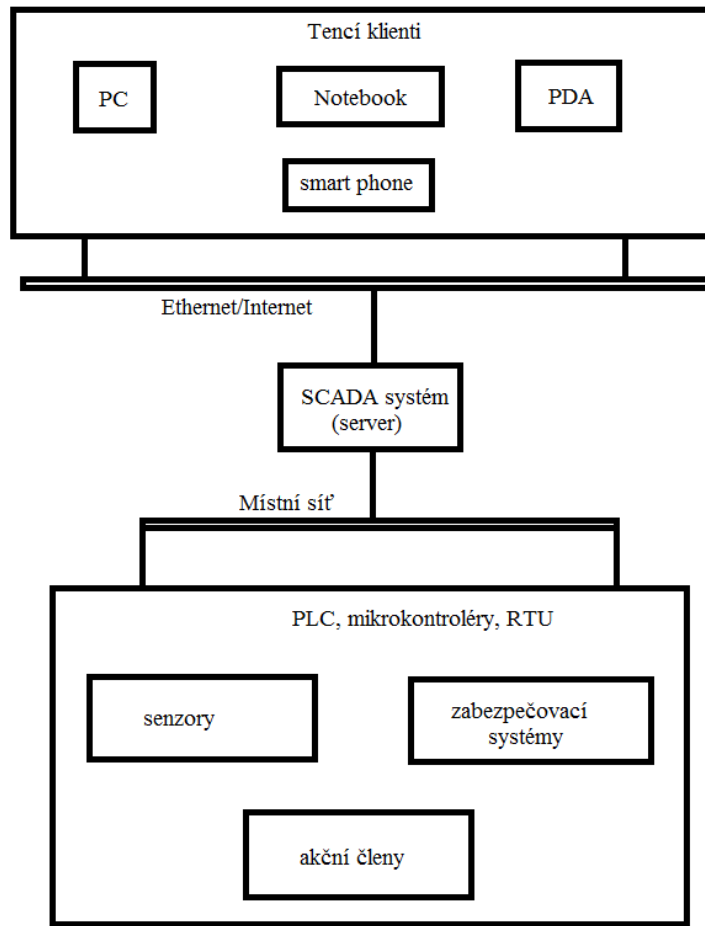 Tencí klienti
PC
Notebook
PDA
smart phone
Ethernet/Internet
SCADA systém
(server)
Místní síť
PLC, mikrokontroléry, RTU
senzory
zabezpečovací
systémy
akční členy